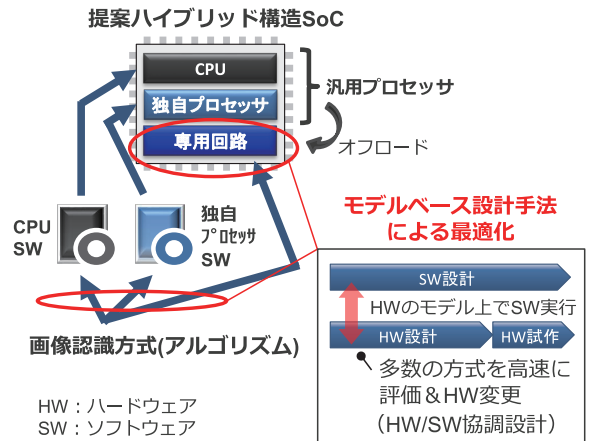 提案ハイブリッド構造SoC
CPU
独自プロセッサ
専用回路
汎用プロセッサ
オフロード
CPU
SW
独自
ﾌﾟﾛｾｯｻ
SW
画像認識方式(アルゴリズム)
HW：ハードウェア
SW：ソフトウェア
モデルベース設計手法
による最適化
SW設計
HWのモデル上でSW実行
HW設計
HW試作
多数の方式を高速に
評価＆HW変更
（HW/SW協調設計）